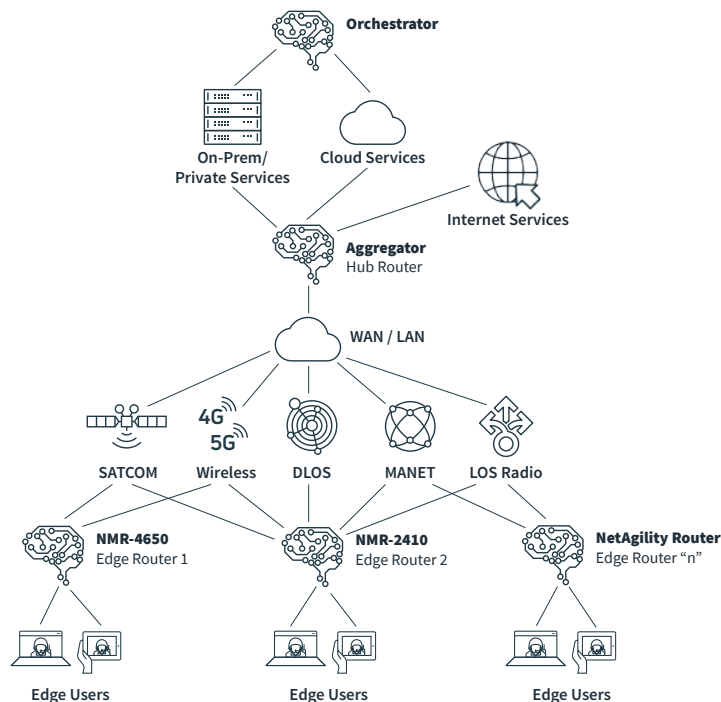 Orchestrator
On-Prem/
Private Services
Cloud Services
Internet Services
Aggregator
Hub Router
WAN / LAN
4G
5G
SATCOM
Wireless
DLOS
MANET
LOS Radio
NMR-4650
Edge Router 1
NMR-2410
Edge Router 2
NetAgility Router
Edge Router “n”
Edge Users
Edge Users
Edge Users